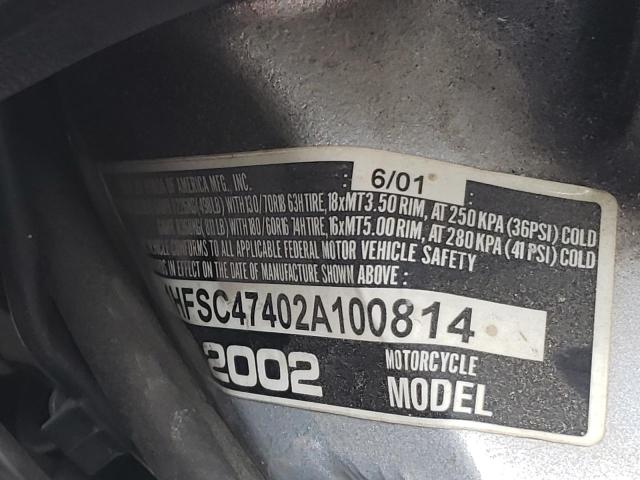 OF AMERICA MFG., INC. 6/01
WITH 130/70R18 63H TIRE, 18xMT3.50 RIM, AT 250 KPA (36PSI) COLD
WITH 180/60R16 74H TIRE, 16xMT5.00 RIM, AT 280 KPA (41 PSI) COLD
CONFORMS TO ALL APPLICABLE FEDERAL MOTOR VEHICLE SAFETY
IN EFFECT ON THE DATE OF MANUFACTURE SHOWN ABOVE :
HFSC47402A100814
2002 MOTORCYCLE
MODEL